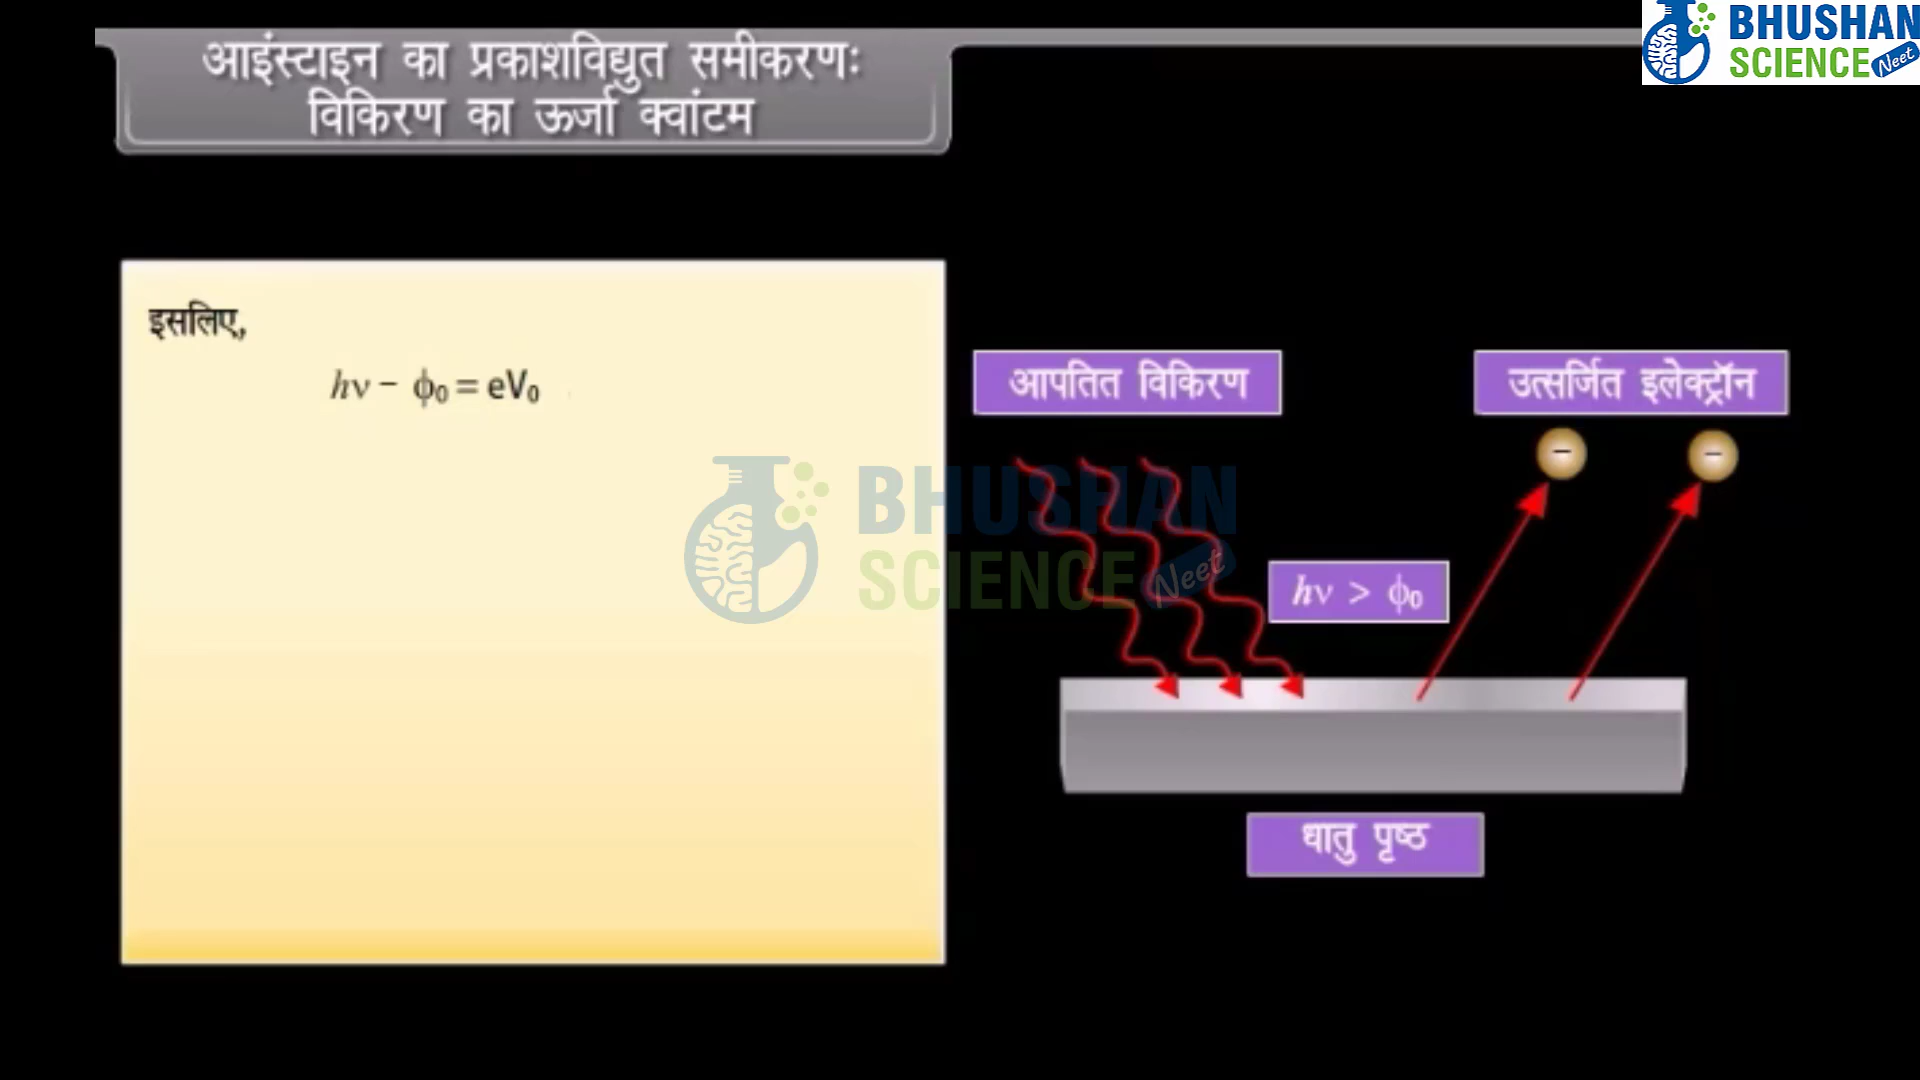 आइंस्टाइन का प्रकाशविद्युत समीकरणः
विकिरण का ऊर्जा क्वांटम
BHUSHAN
SCIENCE Neet
इसलिए,
hν − ϕ₀ = eV₀
आपतित विकिरण
उत्सर्जित इलेक्ट्रॉन
−
−
BHUSHAN
SCIENCE Neet
hν > ϕ₀
धातु पृष्ठ